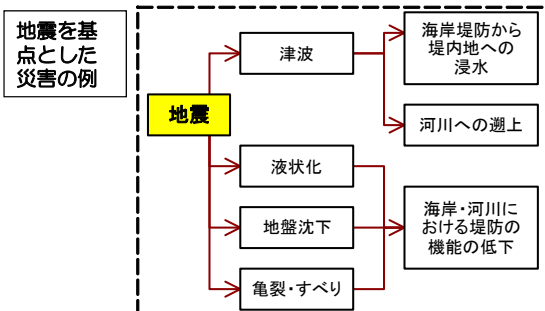 地震を基
点とした
災害の例
地震
津波
海岸堤防から
堤内地への
浸水
河川への遡上
液状化
地盤沈下
亀裂・すべり
海岸・河川に
おける堤防の
機能の低下